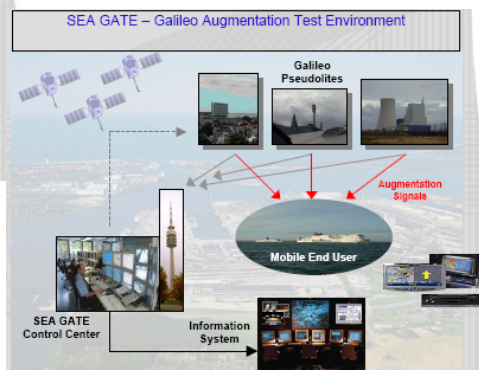 SEA GATE – Galileo Augmentation Test Environment
Galileo
Pseudolites
Augmentation
Signals
Mobile End User
SEA GATE
Control Center
Information
System